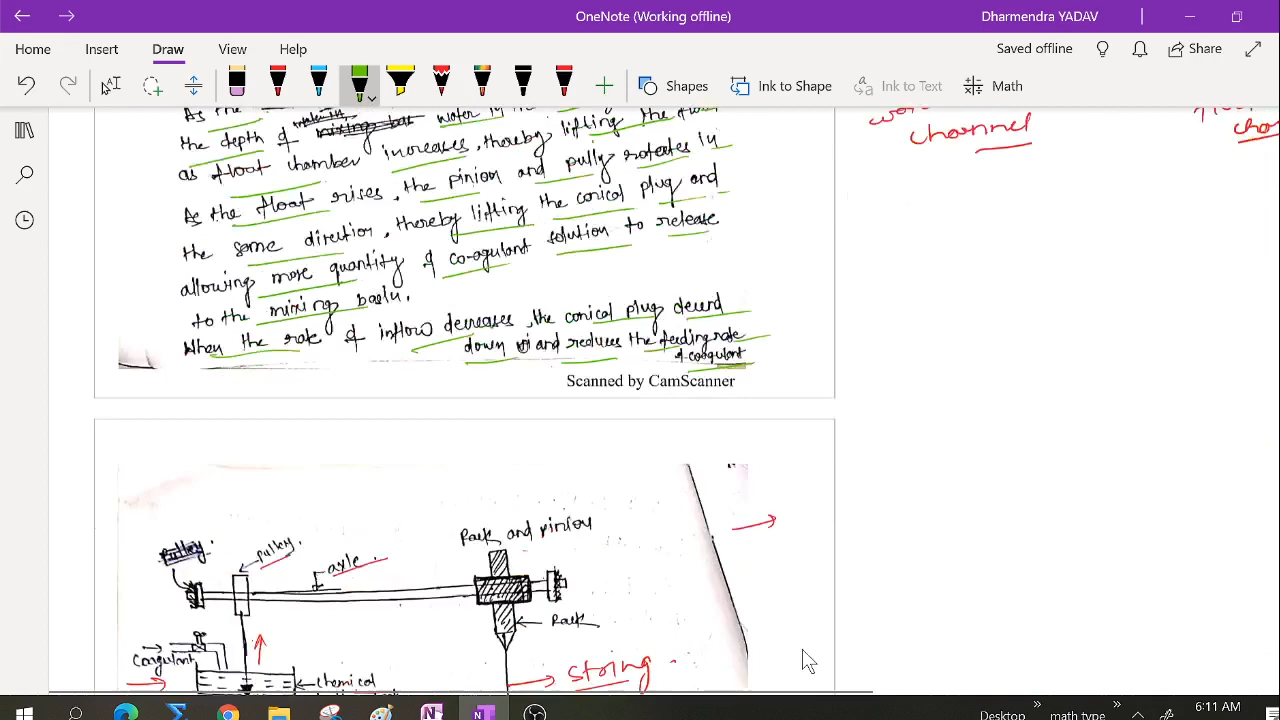 OneNote (Working offline)
Dharmendra YADAV
Home Insert Draw View Help
Saved offline
Share
Shapes
Ink to Shape
Ink to Text
Math
As the
water
the depth of
as float chamber increases, thereby lifting the float
As the float rises, the pinion and pully rotates in
the same direction, thereby lifting the conical plug and
allowing more quantity of co-agulant solution to release
to the mixing basin.
When the rate of inflow decreases, the conical plug
down and reduces the feeding rate
of coagulant
channel
Scanned by CamScanner
Rack and pinion
Pulley.
pulley.
axle.
Rack
Coagulant
string
chemical
Desktop
math type
6:11 AM